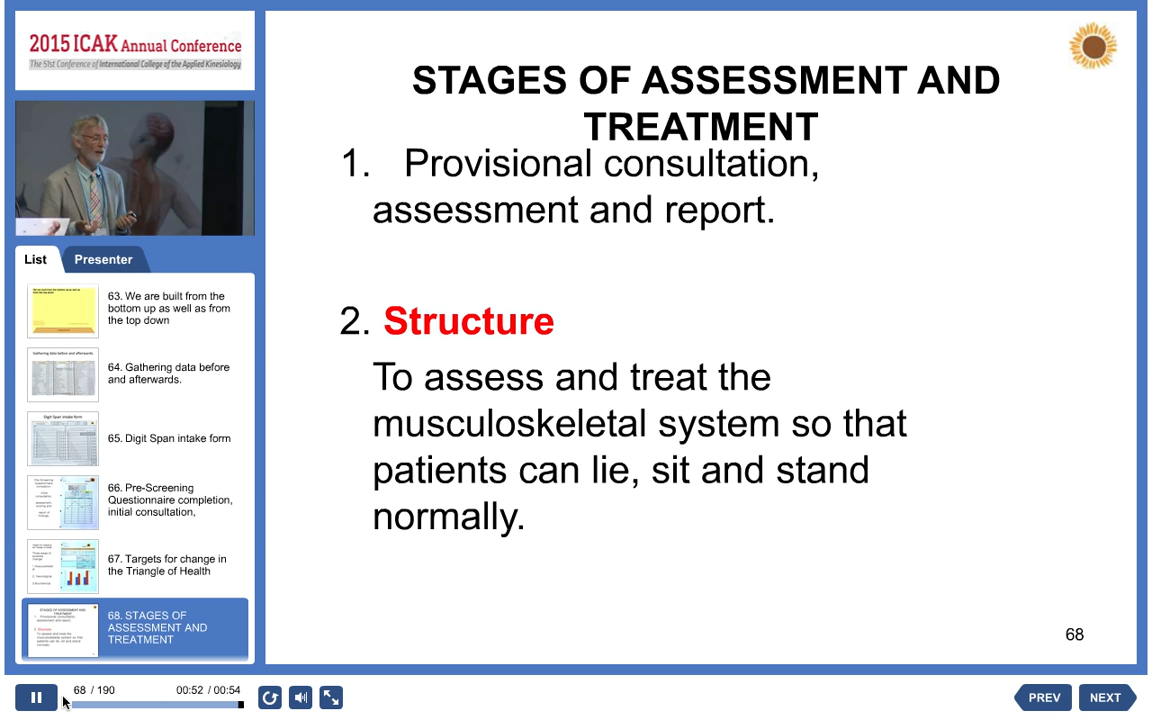 2015 ICAK Annual Conference
The 51st Conference of International College of the Applied Kinesiology
STAGES OF ASSESSMENT AND
TREATMENT
1. Provisional consultation,
assessment and report.
2. Structure
To assess and treat the
musculoskeletal system so that
patients can lie, sit and stand
normally.
68
List
Presenter
63. We are built from the
bottom up as well as from
the top down
Gathering data before and afterwards
64. Gathering data before
and afterwards.
Digit Span intake form
65. Digit Span intake form
66. Pre-Screening
Questionnaire completion,
initial consultation,
67. Targets for change in
the Triangle of Health
STAGES OF ASSESSMENT AND
TREATMENT
68. STAGES OF
ASSESSMENT AND
TREATMENT
68 / 190
00:52 / 00:54
PREV
NEXT